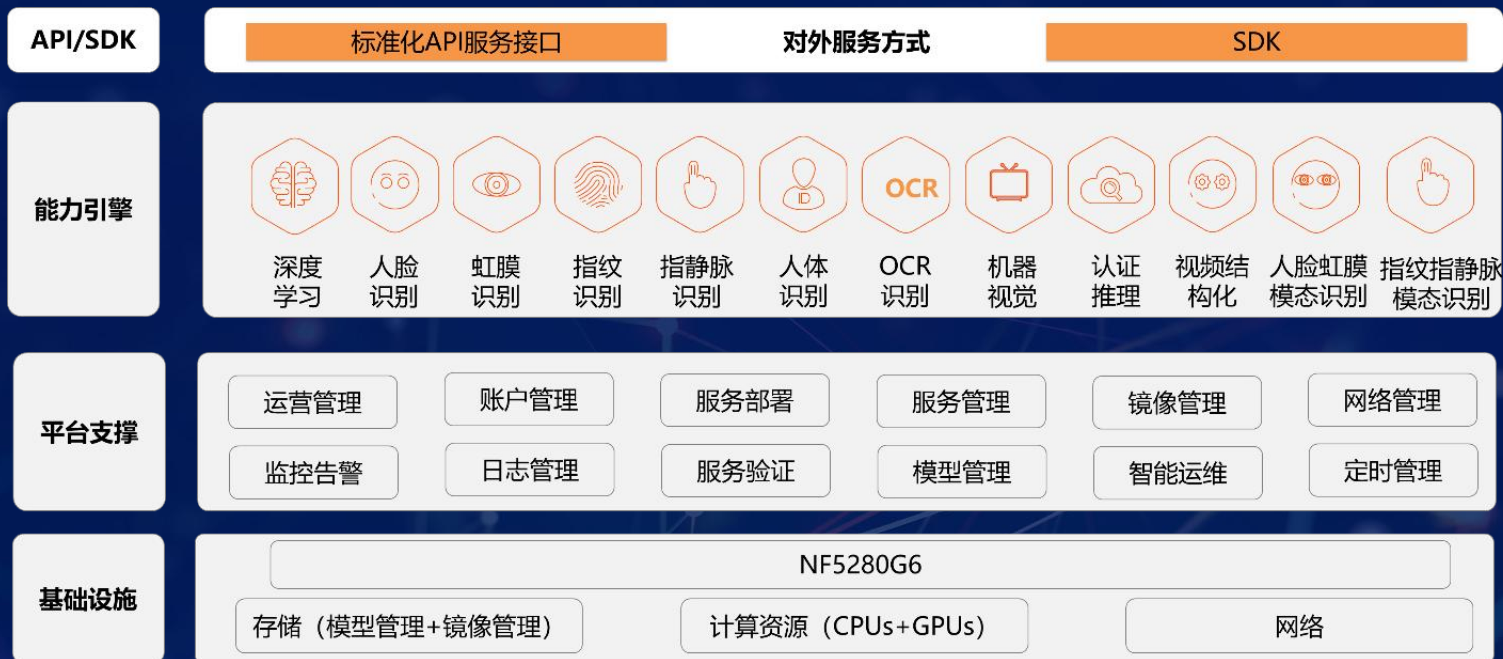 API/SDK
标准化API服务接口
对外服务方式
SDK
能力引擎
ID
OCR
深度
学习
人脸
识别
虹膜
识别
指纹
识别
指静脉
识别
人体
识别
OCR
识别
机器
视觉
认证
推理
视频结
构化
人脸虹膜
模态识别
指纹指静脉
模态识别
平台支撑
运营管理
账户管理
服务部署
服务管理
镜像管理
网络管理
监控告警
日志管理
服务验证
模型管理
智能运维
定时管理
基础设施
NF5280G6
存储（模型管理+镜像管理）
计算资源（CPUs+GPUs）
网络